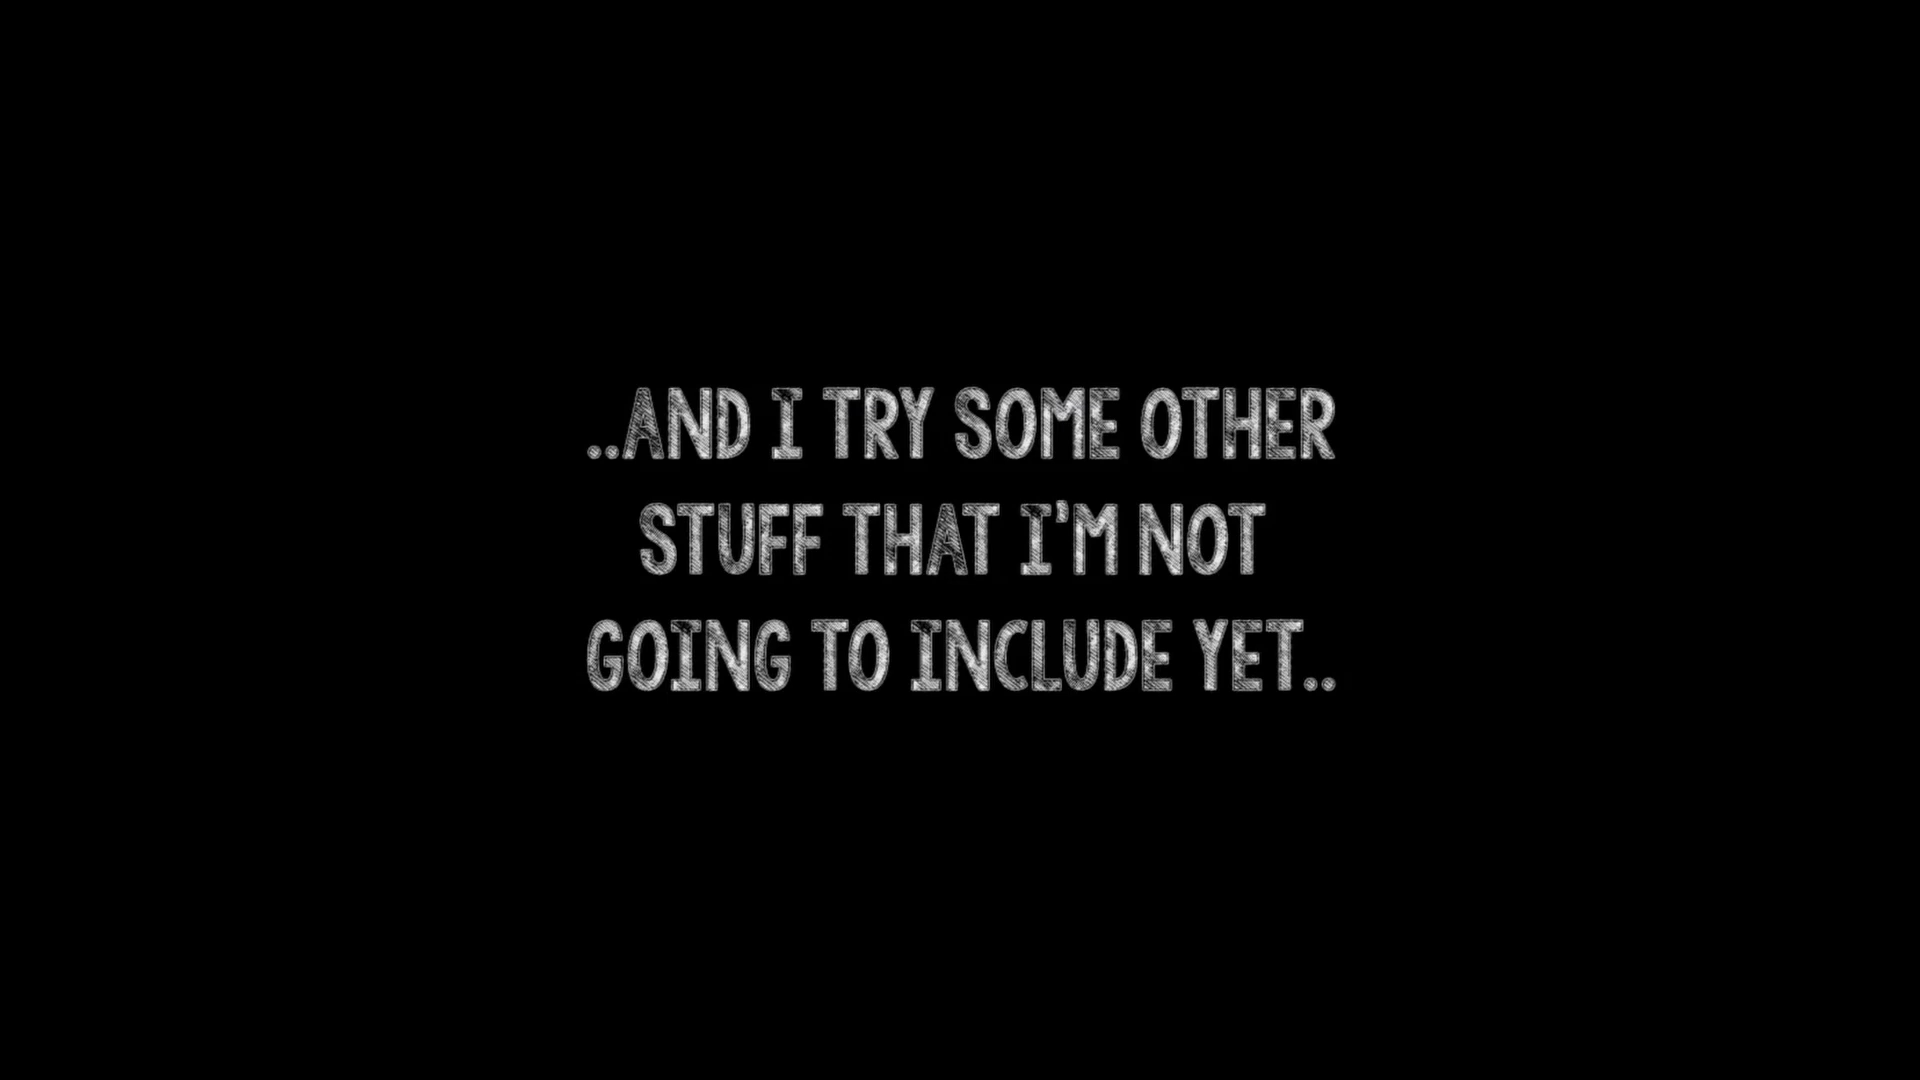 ..AND I TRY SOME OTHER
STUFF THAT I'M NOT
GOING TO INCLUDE YET..